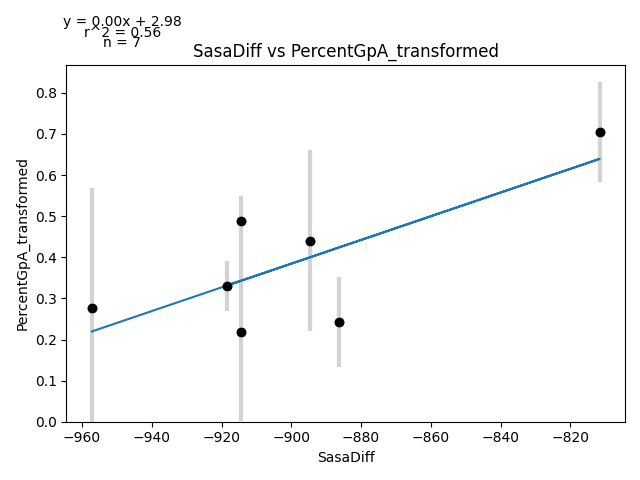 y = 0.00x + 2.98
r^2 = 0.56
n = 7
SasaDiff vs PercentGpA_transformed
PercentGpA_transformed
0.8
0.7
0.6
0.5
0.4
0.3
0.2
0.1
0.0
−960 −940 −920 −900 −880 −860 −840 −820
SasaDiff